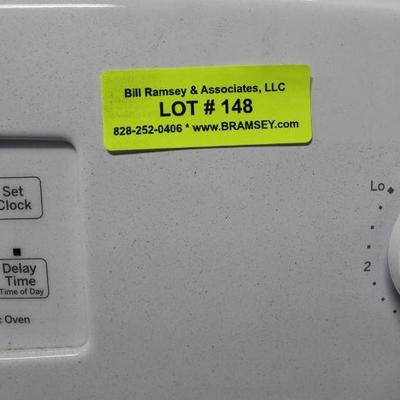 Bill Ramsey & Associates, LLC
LOT # 148
828-252-0406 * www.BRAMSEY.com
Set
Clock
Delay
Time
Time of Day
Oven
Lo
2